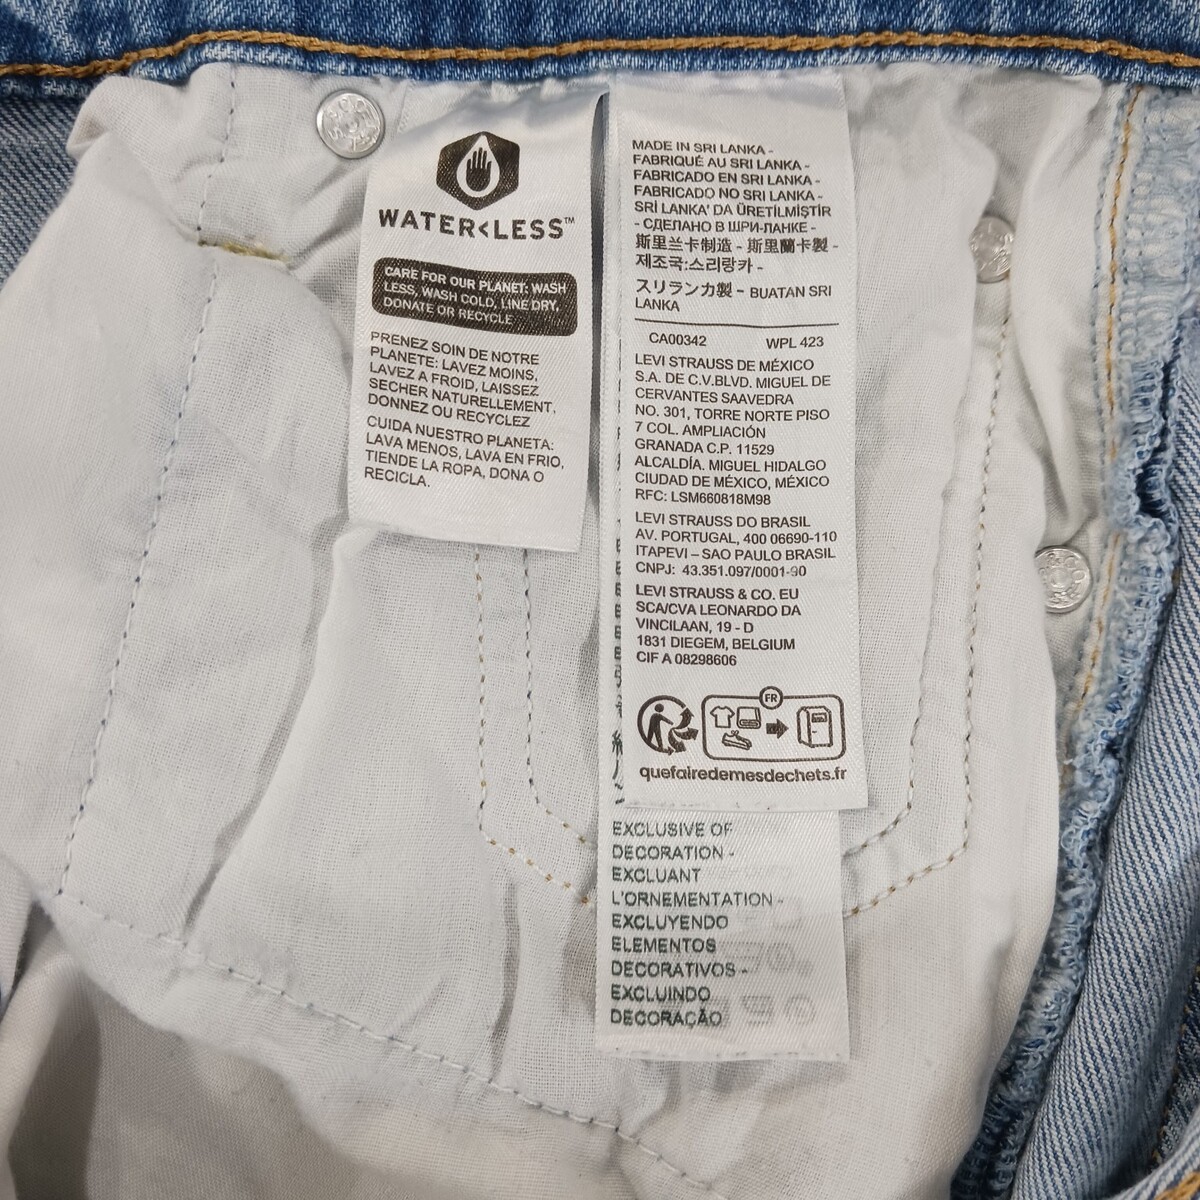 WATER<LESS™
CARE FOR OUR PLANET: WASH
LESS, WASH COLD, LINE DRY,
DONATE OR RECYCLE
PRENEZ SOIN DE NOTRE
PLANETE: LAVEZ MOINS,
LAVEZ A FROID, LAISSEZ
SECHER NATURELLEMENT,
DONNEZ OU RECYCLEZ
CUIDA NUESTRO PLANETA:
LAVA MENOS, LAVA EN FRIO,
TIENDE LA ROPA, DONA O
RECICLA.
MADE IN SRI LANKA -
FABRIQUÉ AU SRI LANKA -
FABRICADO EN SRI LANKA -
FABRICADO NO SRI LANKA -
SRİ LANKA' DA ÜRETİLMİŞTİR
- СДЕЛАНО В ШРИ-ЛАНКЕ -
斯里兰卡制造 - 斯里蘭卡製 -
제조국:스리랑카 -
スリランカ製 - BUATAN SRI
LANKA
CA00342 WPL 423
LEVI STRAUSS DE MÉXICO
S.A. DE C.V.BLVD. MIGUEL DE
CERVANTES SAAVEDRA
NO. 301, TORRE NORTE PISO
7 COL. AMPLIACIÓN
GRANADA C.P. 11529
ALCALDÍA. MIGUEL HIDALGO
CIUDAD DE MÉXICO, MÉXICO
RFC: LSM660818M98
LEVI STRAUSS DO BRASIL
AV. PORTUGAL, 400 06690-110
ITAPEVI – SAO PAULO BRASIL
CNPJ: 43.351.097/0001-90
LEVI STRAUSS & CO. EU
SCA/CVA LEONARDO DA
VINCILAAN, 19 - D
1831 DIEGEM, BELGIUM
CIF A 08298606
FR
quefairedemesdechets.fr
EXCLUSIVE OF
DECORATION -
EXCLUANT
L'ORNEMENTATION -
EXCLUYENDO
ELEMENTOS
DECORATIVOS -
EXCLUINDO
DECORAÇÃO